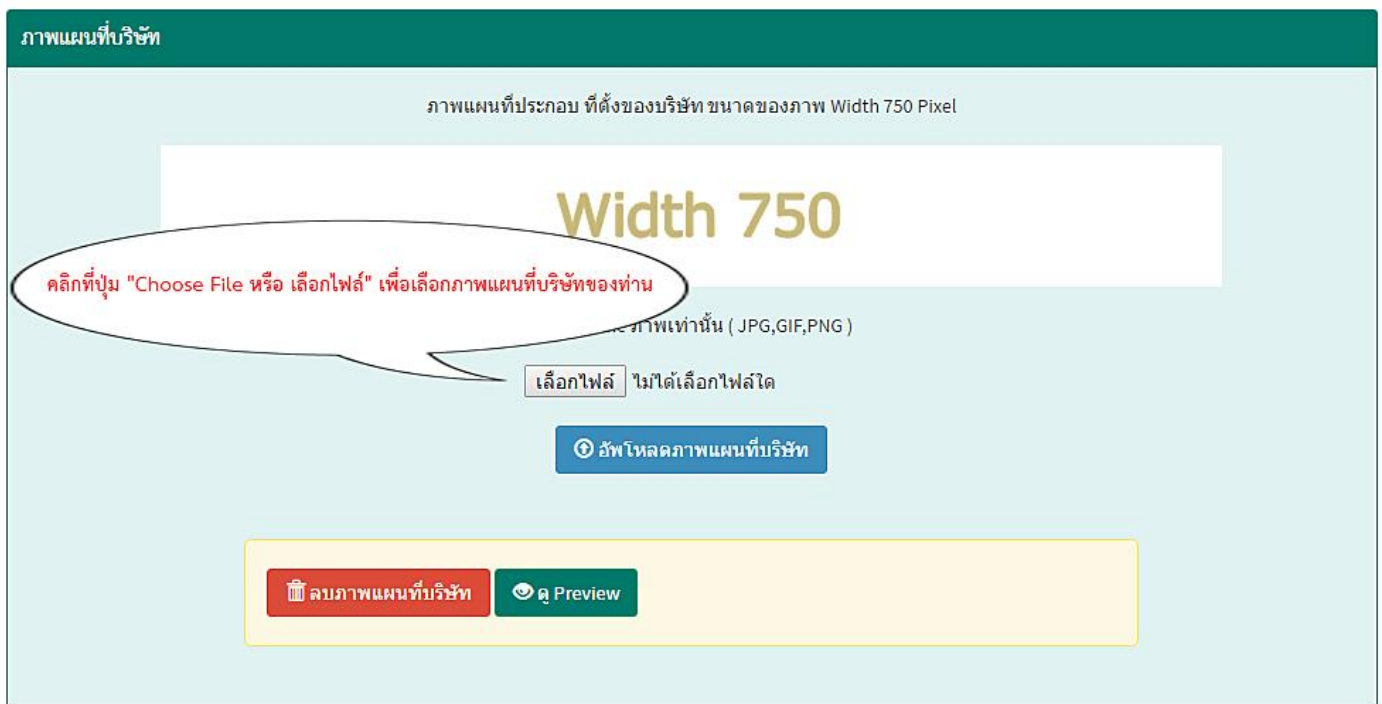 ภาพแผนที่บริษัท
ภาพแผนที่ประกอบ ที่ตั้งของบริษัท ขนาดของภาพ Width 750 Pixel
Width 750
คลิกที่ปุ่ม "Choose File หรือ เลือกไฟล์" เพื่อเลือกภาพแผนที่บริษัทของท่าน
ภาพเท่านั้น ( JPG,GIF,PNG )
เลือกไฟล์ ไม่ได้เลือกไฟล์ใด
อัพโหลดภาพแผนที่บริษัท
ลบภาพแผนที่บริษัท ดู Preview